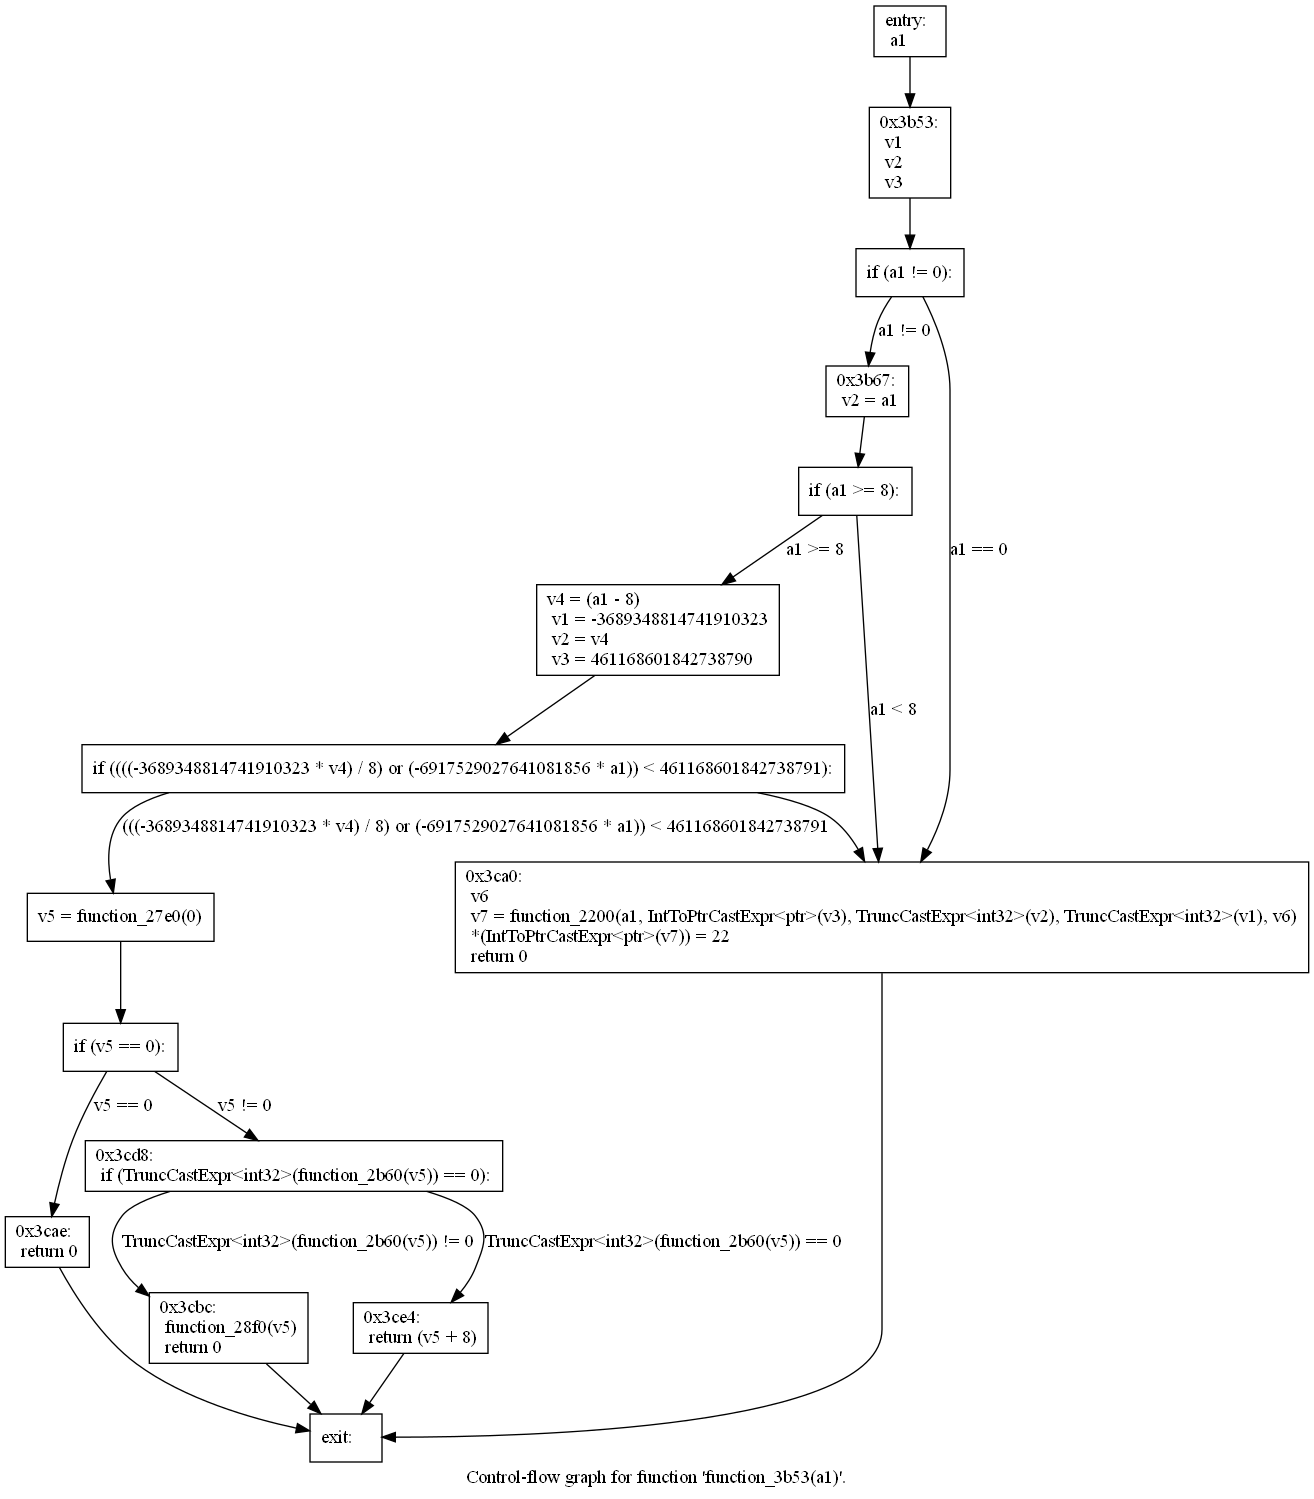 entry:
a1
0x3b53:
v1
v2
v3
if (a1 != 0):
a1 != 0
0x3b67:
v2 = a1
if (a1 >= 8):
a1 >= 8
a1 == 0
v4 = (a1 - 8)
v1 = -3689348814741910323
v2 = v4
v3 = 461168601842738790
a1 < 8
if ((((-3689348814741910323 * v4) / 8) or (-6917529027641081856 * a1)) < 461168601842738791):
(((-3689348814741910323 * v4) / 8) or (-6917529027641081856 * a1)) < 461168601842738791
0x3ca0:
v6
v7 = function_2200(a1, IntToPtrCastExpr<ptr>(v3), TruncCastExpr<int32>(v2), TruncCastExpr<int32>(v1), v6)
*(IntToPtrCastExpr<ptr>(v7)) = 22
return 0
v5 = function_27e0(0)
if (v5 == 0):
v5 == 0
v5 != 0
0x3cd8:
if (TruncCastExpr<int32>(function_2b60(v5)) == 0):
0x3cae:
return 0
TruncCastExpr<int32>(function_2b60(v5)) != 0
TruncCastExpr<int32>(function_2b60(v5)) == 0
0x3cbc:
function_28f0(v5)
return 0
0x3ce4:
return (v5 + 8)
exit:
Control-flow graph for function 'function_3b53(a1)'.